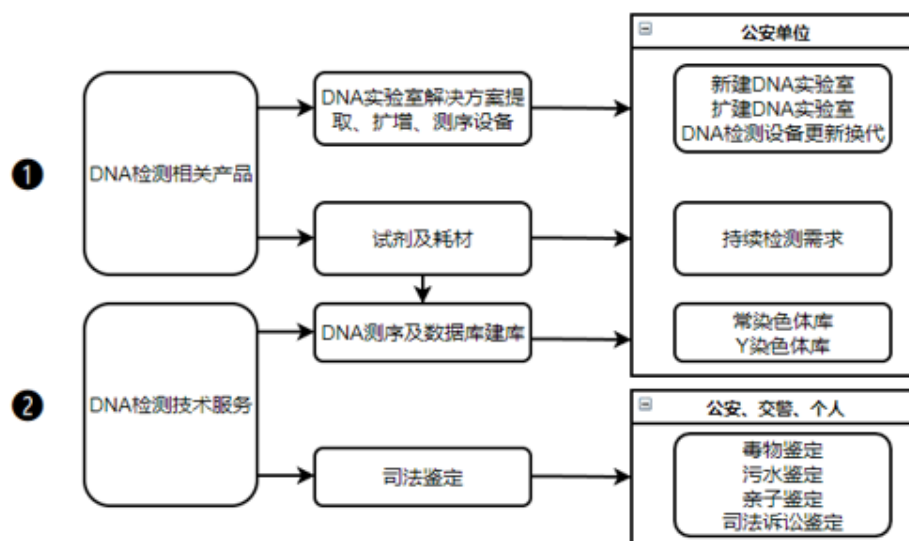 公安单位
DNA实验室解决方案提
取、扩增、测序设备
新建DNA实验室
扩建DNA实验室
DNA检测设备更新换代
❶
DNA检测相关产品
试剂及耗材
持续检测需求
DNA测序及数据库建库
常染色体库
Y染色体库
❷
DNA检测技术服务
公安、交警、个人
司法鉴定
毒物鉴定
污水鉴定
亲子鉴定
司法诉讼鉴定